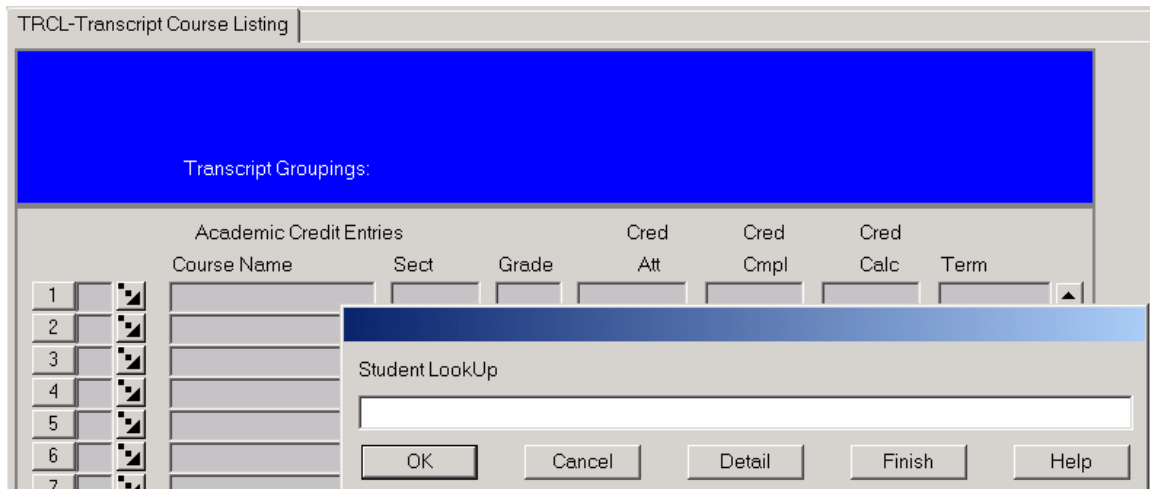 TRCL-Transcript Course Listing
Transcript Groupings:
Academic Credit Entries Cred Cred Cred
Course Name Sect Grade Att Cmpl Calc Term
1
2
3
4
5
6
7
Student LookUp
OK Cancel Detail Finish Help